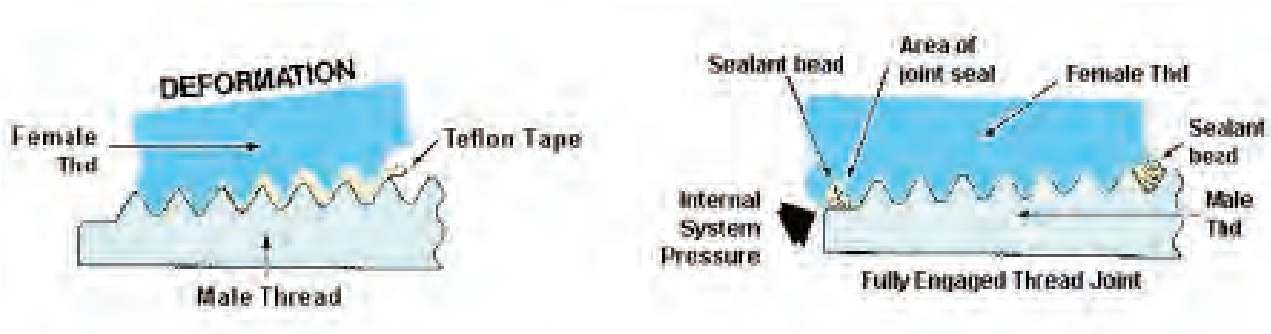 DEFORMATION
Female
Thd
Teflon Tape
Male Thread
Sealant bead
Area of
joint seal
Female Thd
Sealant
bead
Internal
System
Pressure
Male
Thd
Fully Engaged Thread Joint